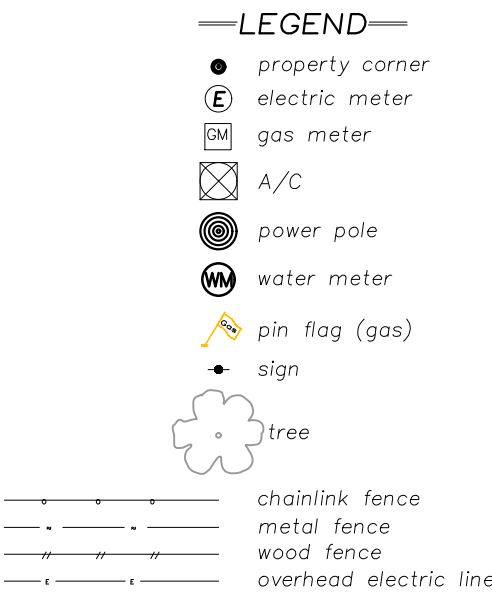 LEGEND
property corner
E electric meter
GM gas meter
A/C
power pole
WM water meter
Gas pin flag (gas)
sign
tree
chainlink fence
metal fence
wood fence
E E overhead electric line